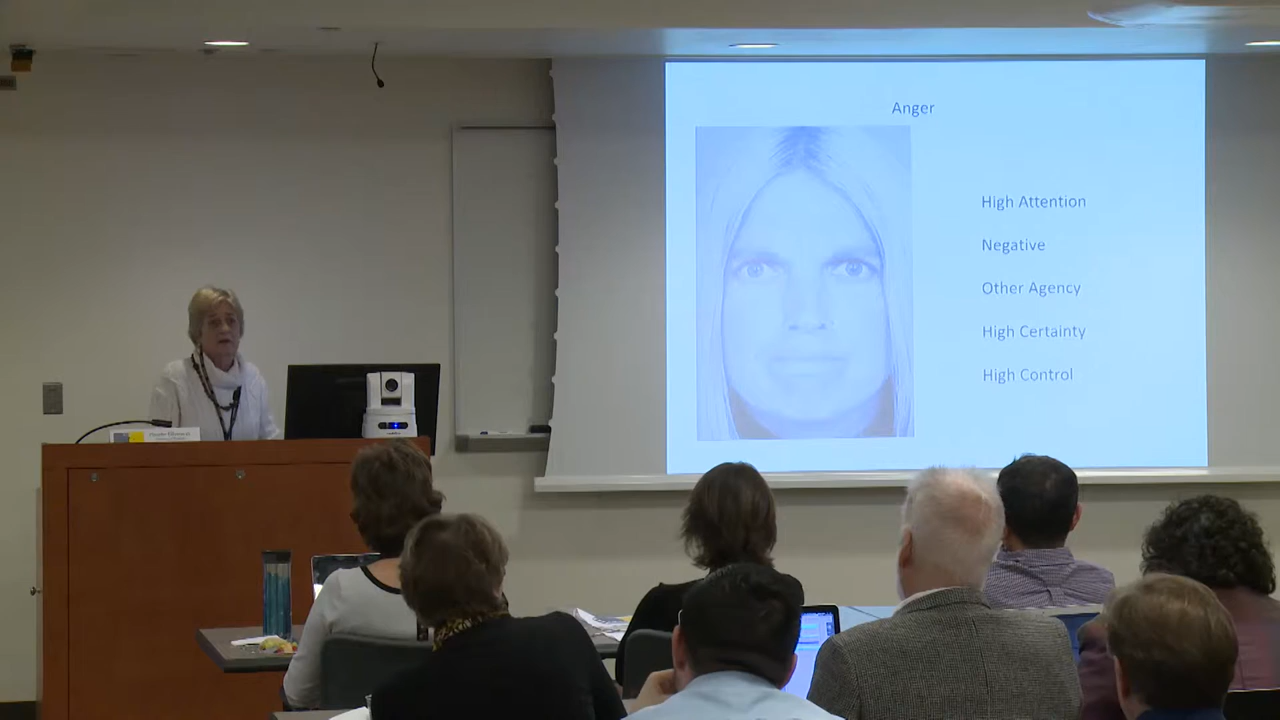 Anger
High Attention
Negative
Other Agency
High Certainty
High Control